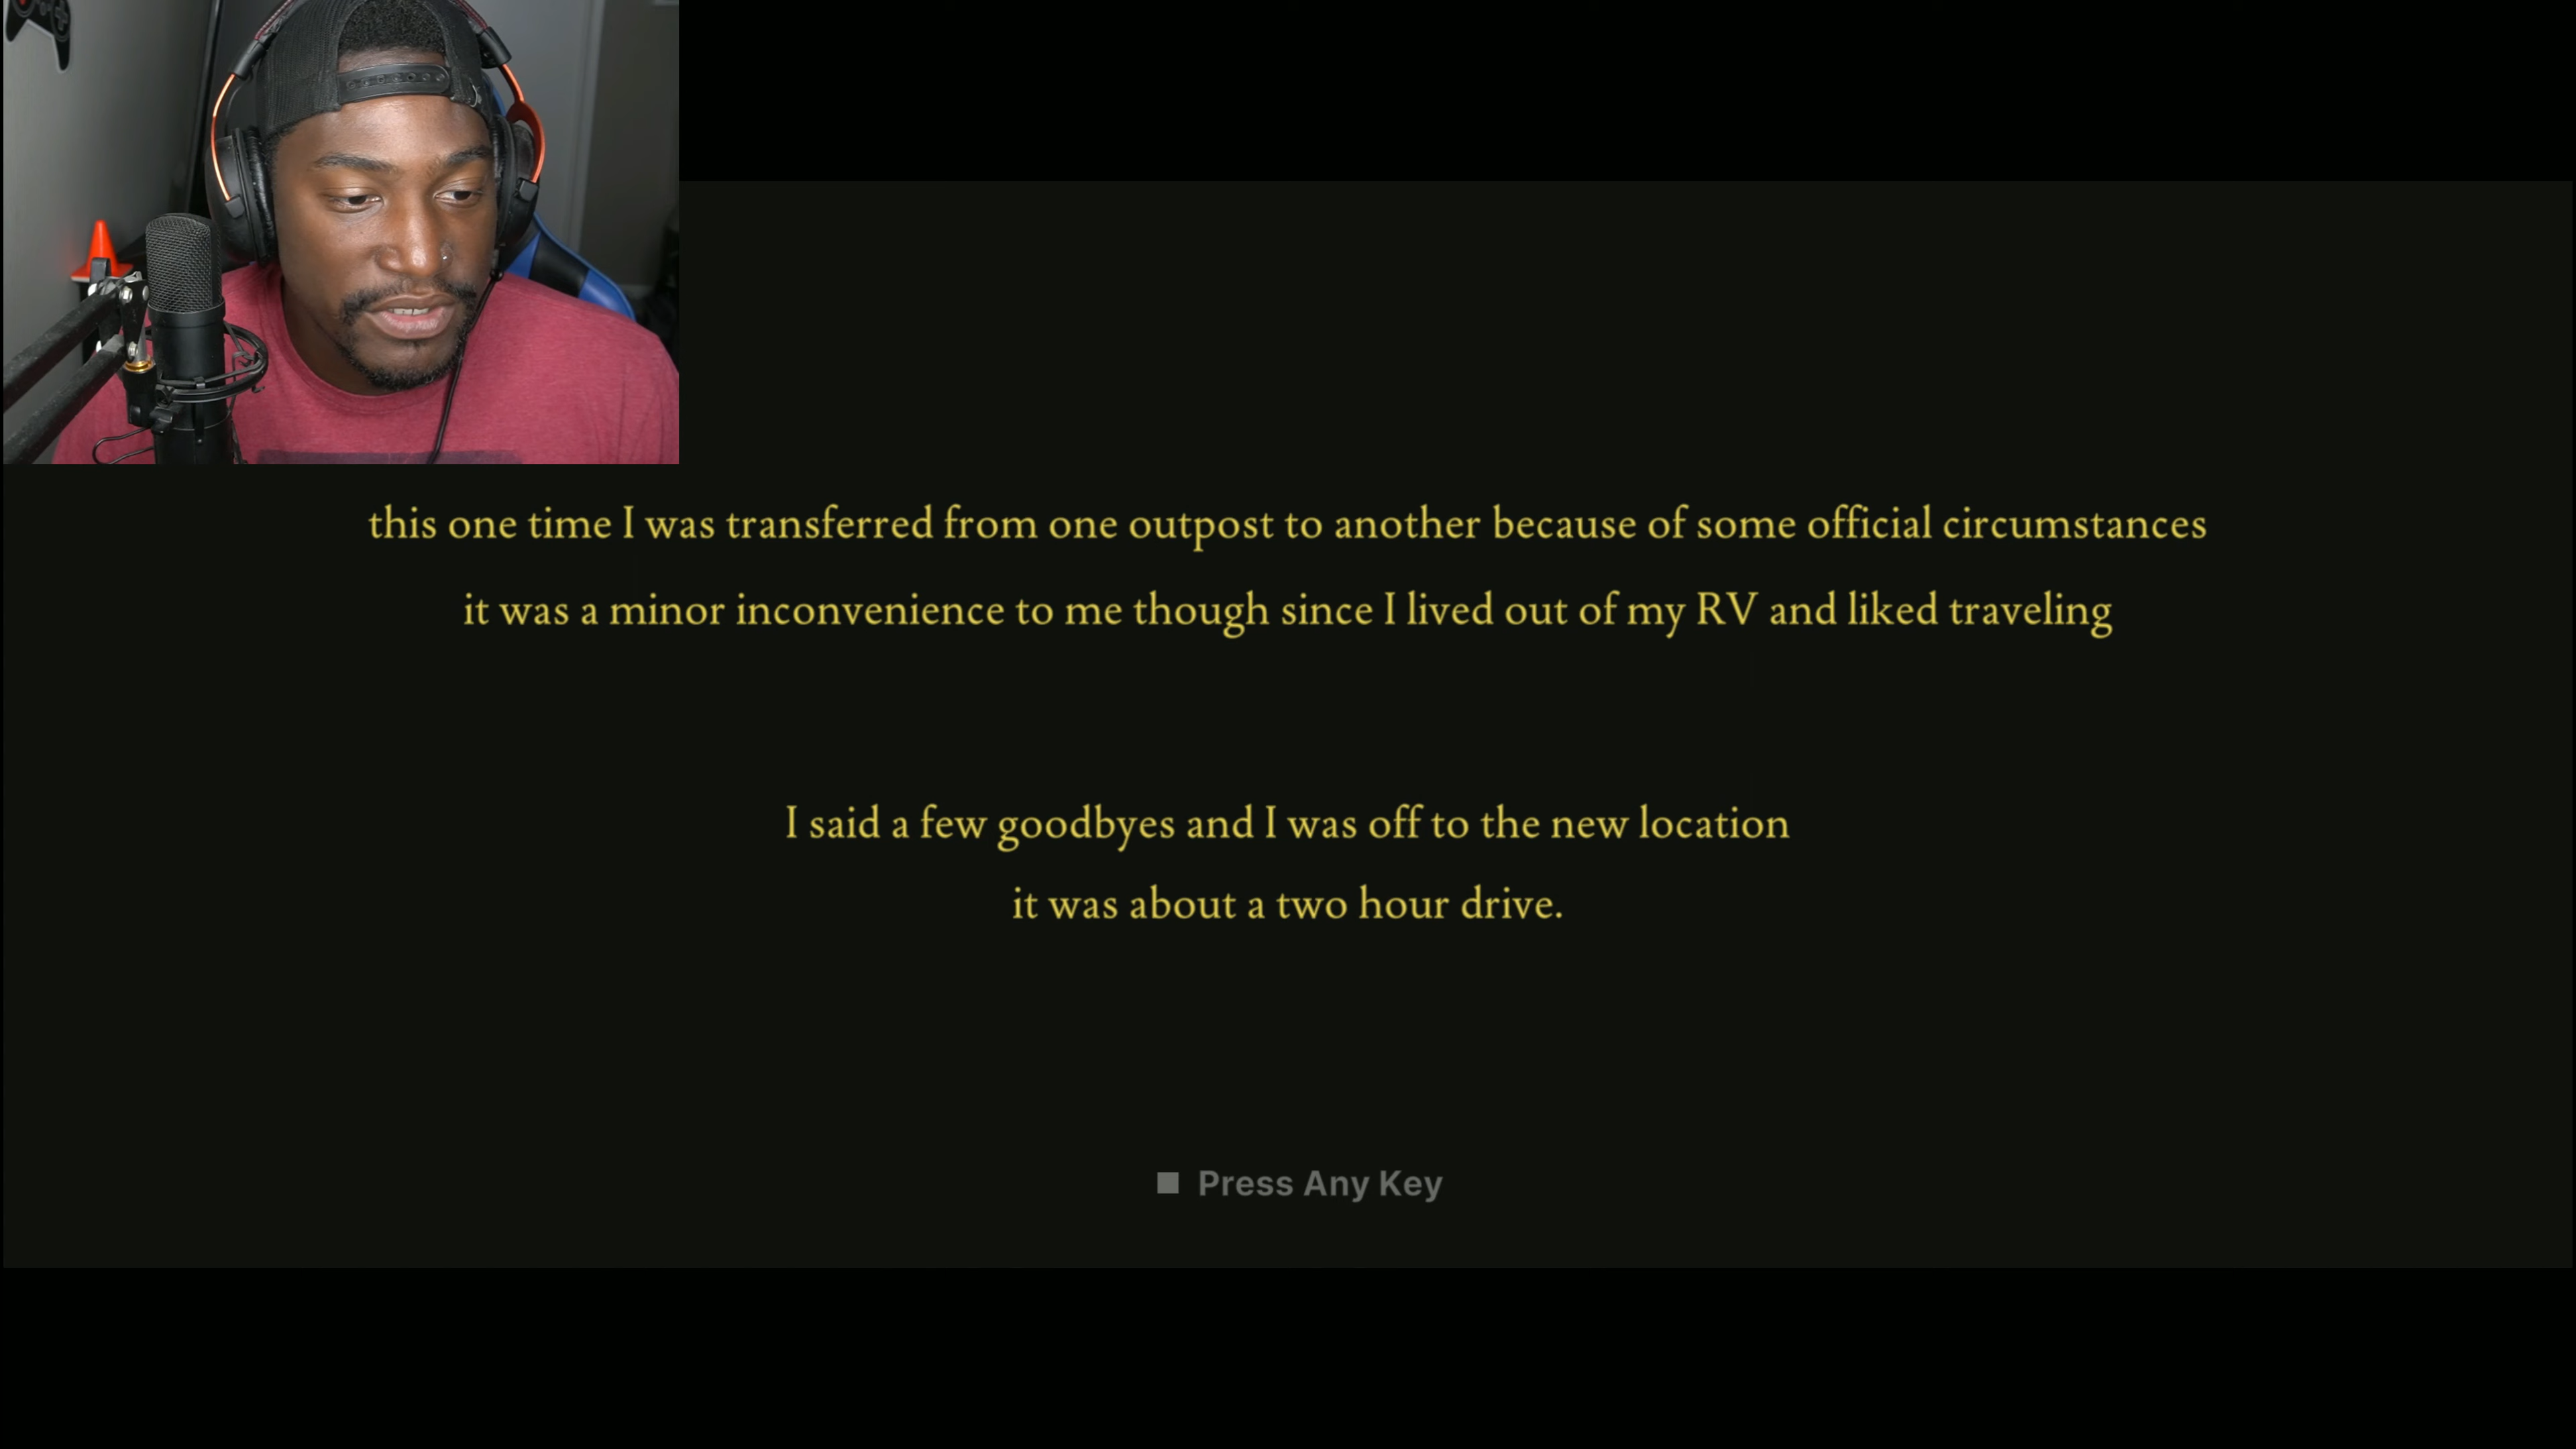 this one time I was transferred from one outpost to another because of some official circumstances
it was a minor inconvenience to me though since I lived out of my RV and liked traveling
I said a few goodbyes and I was off to the new location
it was about a two hour drive.
Press Any Key